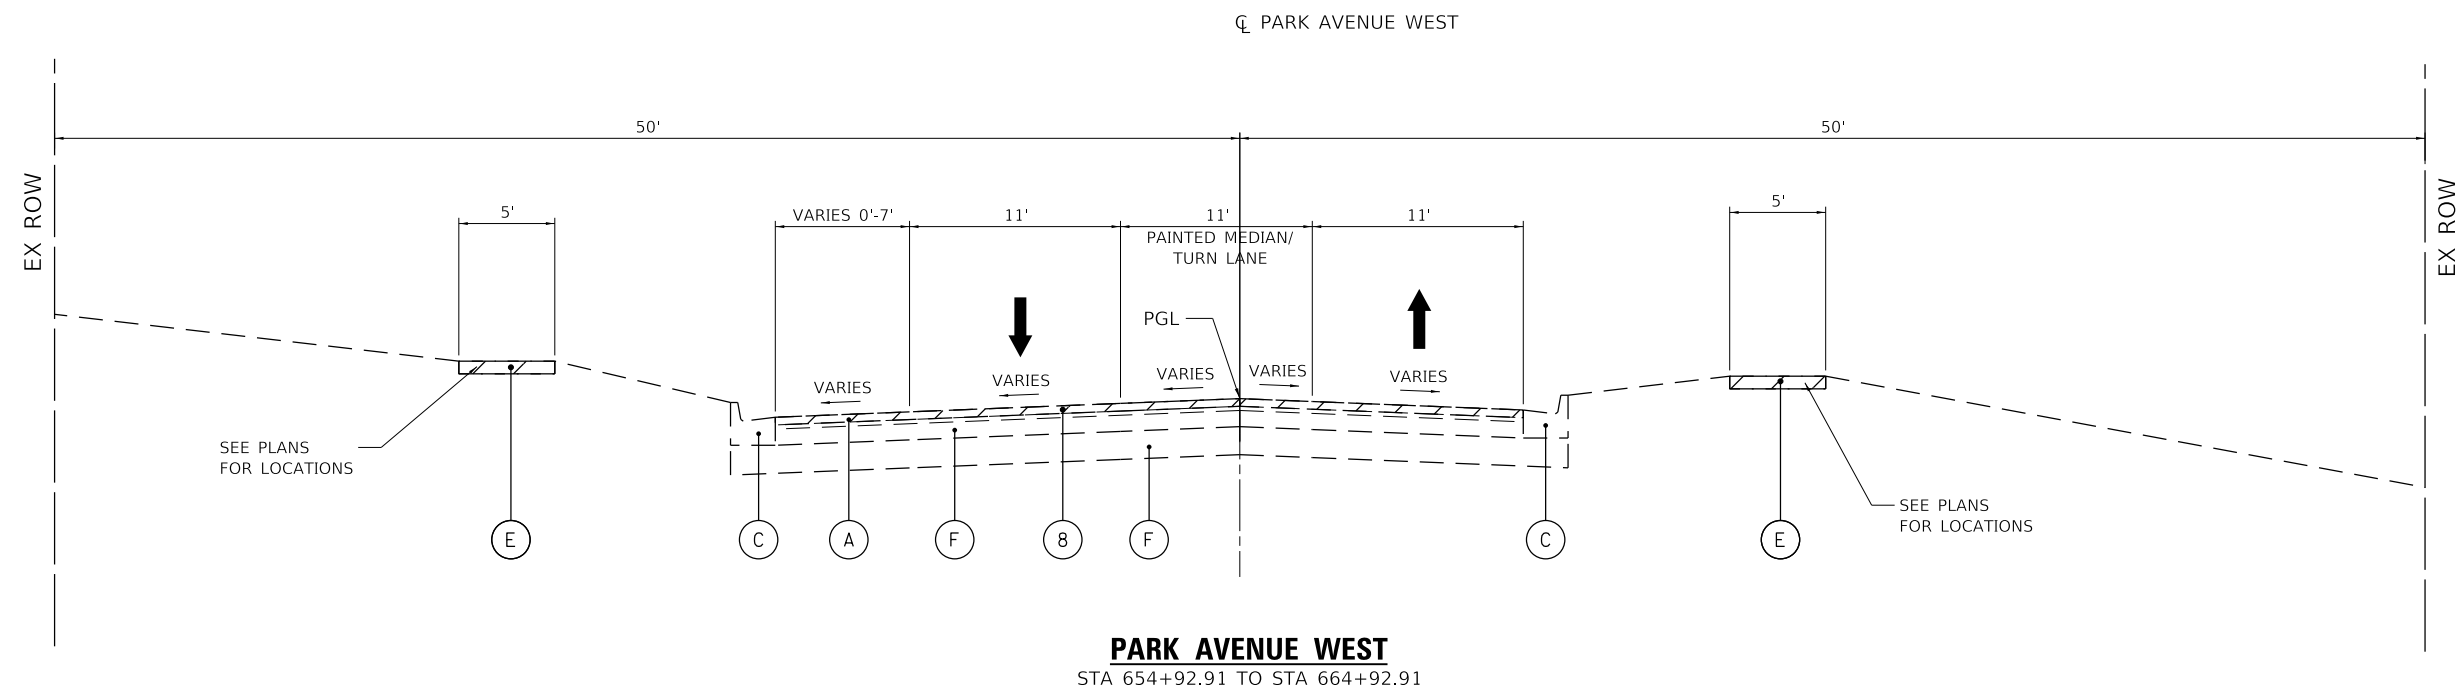 ℄ PARK AVENUE WEST
50'
50'
EX ROW
EX ROW
5'
VARIES 0'-7'
11'
11'
11'
5'
PAINTED MEDIAN/
TURN LANE
PGL
VARIES
VARIES
VARIES
VARIES
VARIES
SEE PLANS
FOR LOCATIONS
SEE PLANS
FOR LOCATIONS
E
C
A
F
8
F
C
E
PARK AVENUE WEST
STA 654+92.91 TO STA 664+92.91